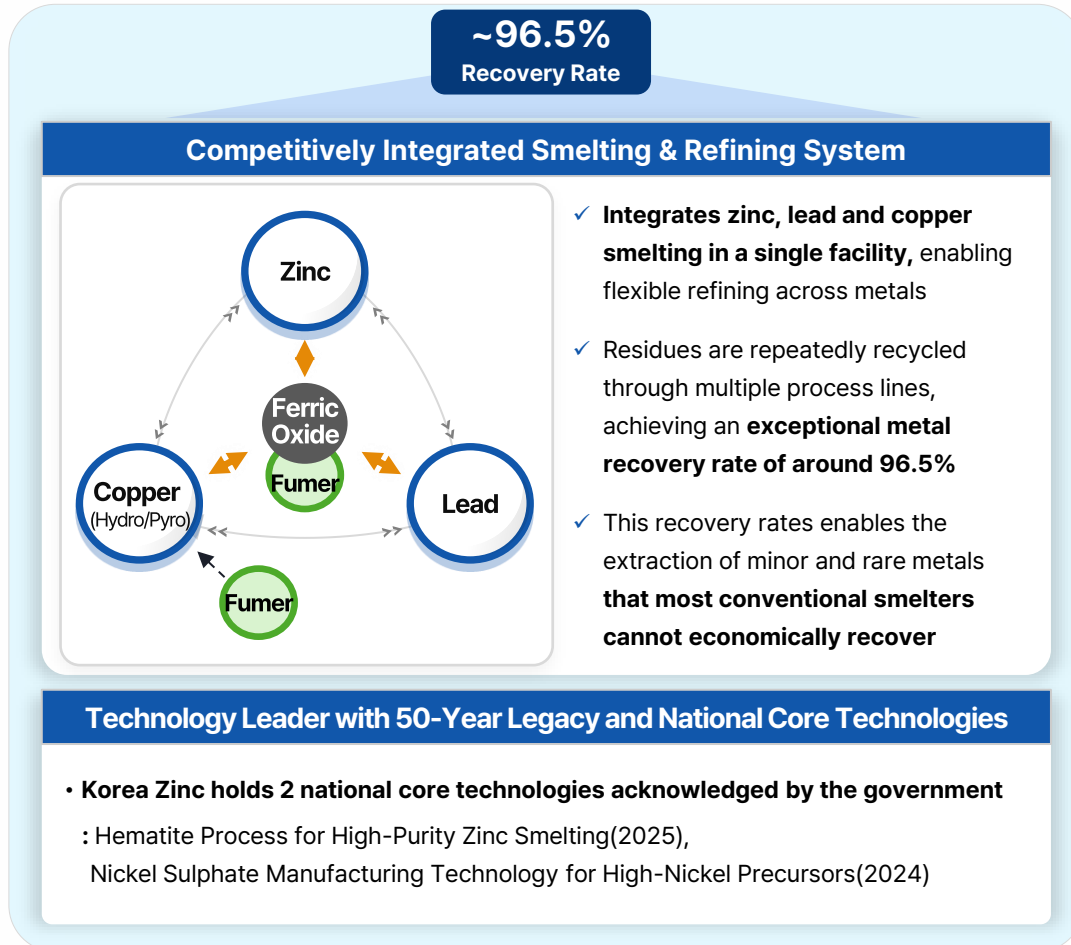 ~96.5%
Recovery Rate
Competitively Integrated Smelting & Refining System
Zinc
Ferric
Oxide
Fumer
Copper
(Hydro/Pyro)
Lead
Fumer
✓ Integrates zinc, lead and copper
smelting in a single facility, enabling
flexible refining across metals
✓ Residues are repeatedly recycled
through multiple process lines,
achieving an exceptional metal
recovery rate of around 96.5%
✓ This recovery rates enables the
extraction of minor and rare metals
that most conventional smelters
cannot economically recover
Technology Leader with 50-Year Legacy and National Core Technologies
• Korea Zinc holds 2 national core technologies acknowledged by the government
: Hematite Process for High-Purity Zinc Smelting(2025),
Nickel Sulphate Manufacturing Technology for High-Nickel Precursors(2024)